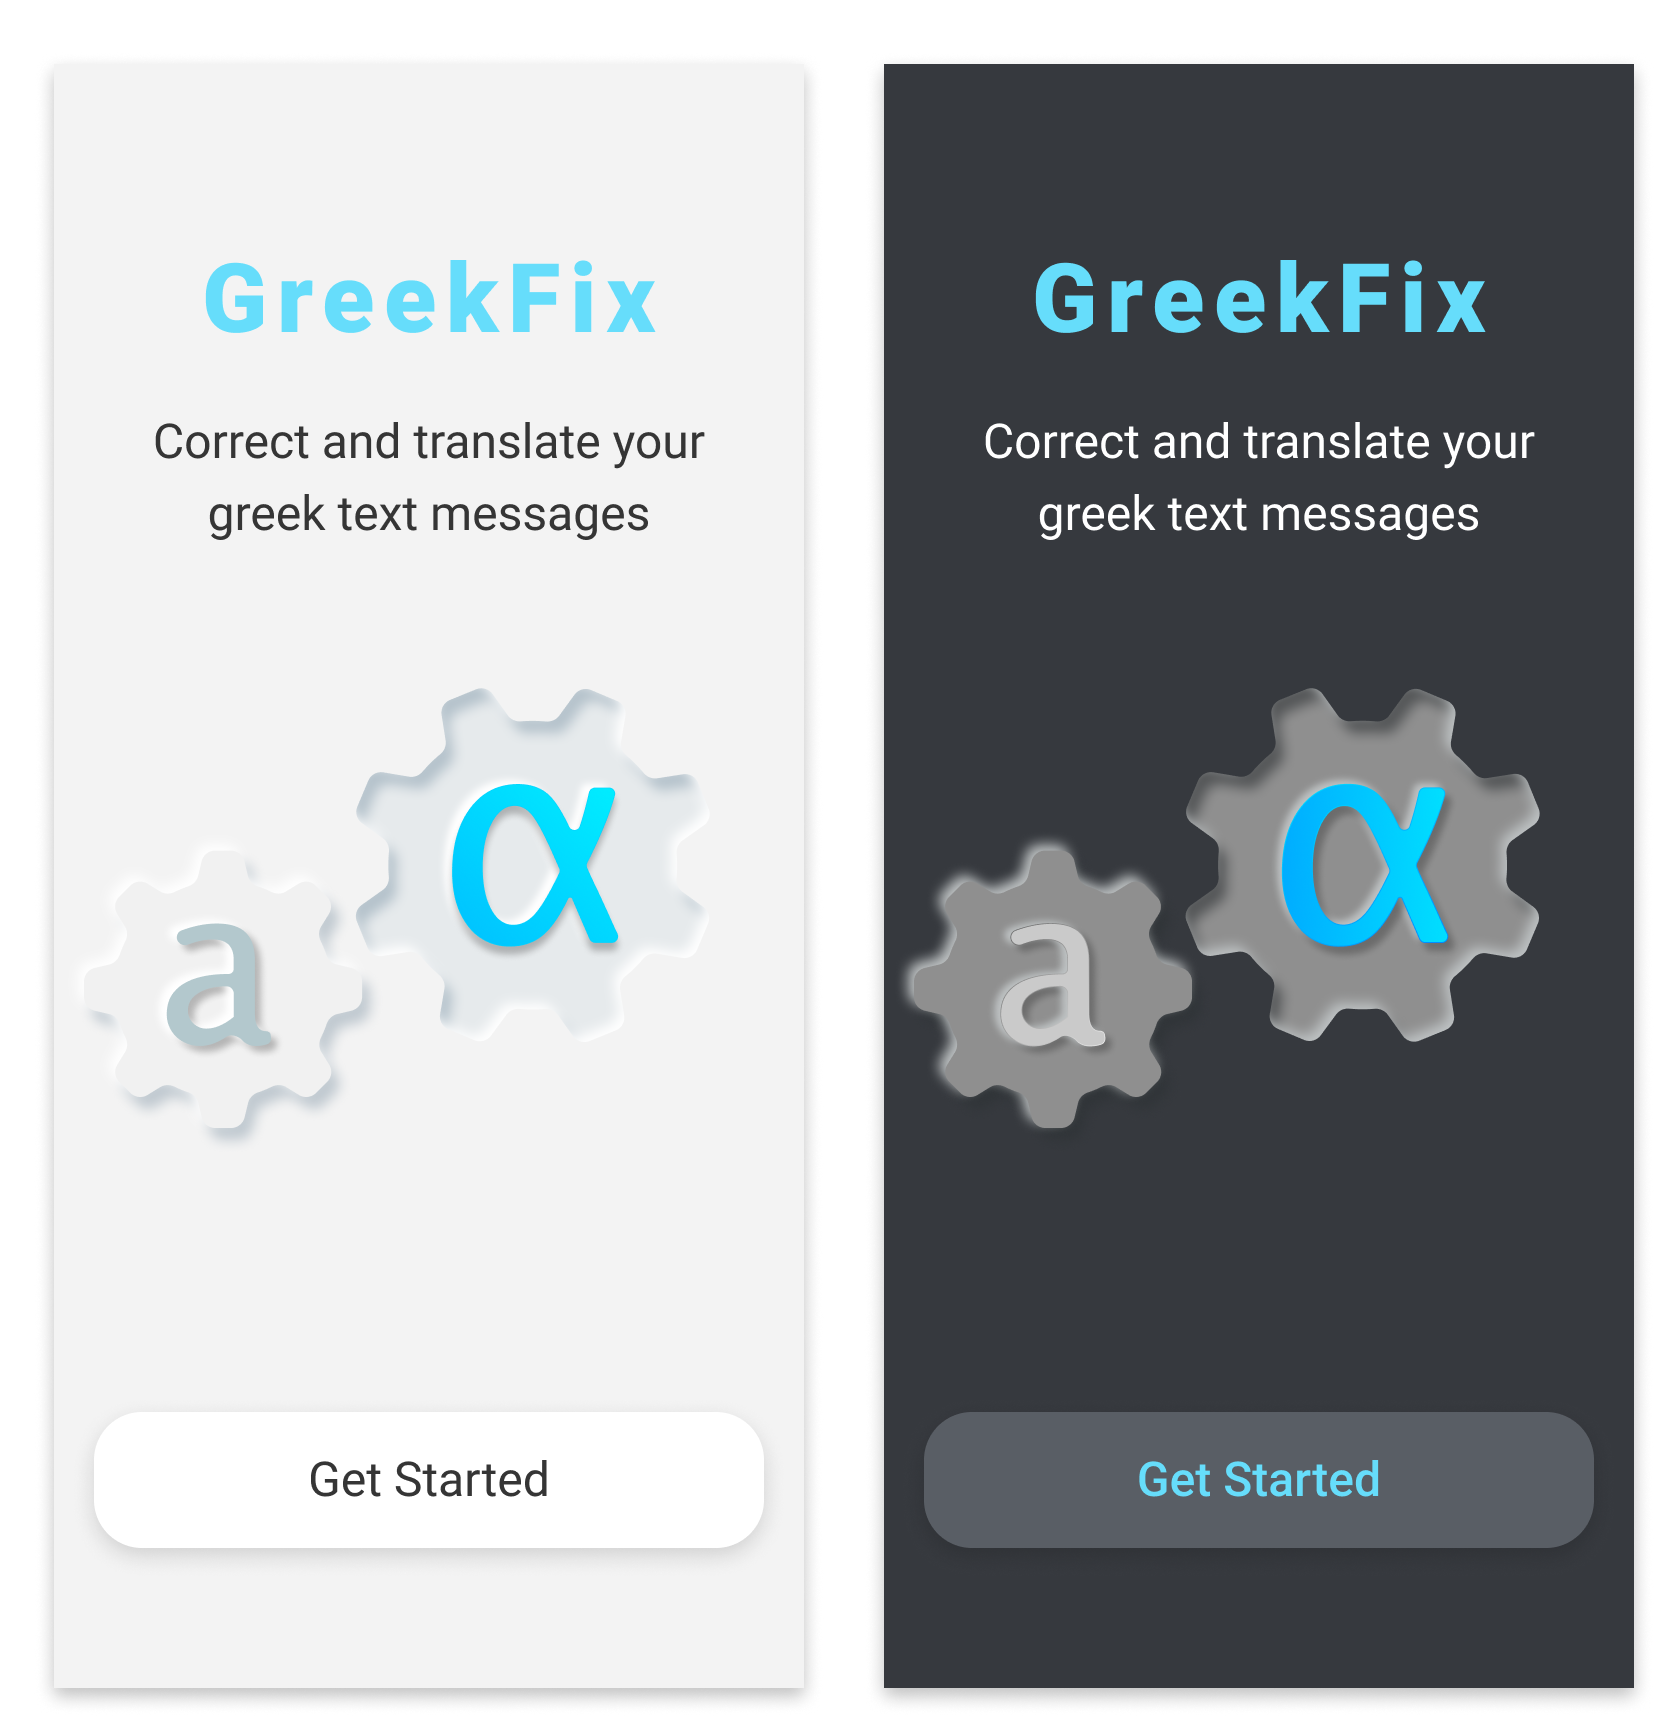 GreekFix
Correct and translate your
greek text messages
α
a
Get Started
GreekFix
Correct and translate your
greek text messages
α
a
Get Started